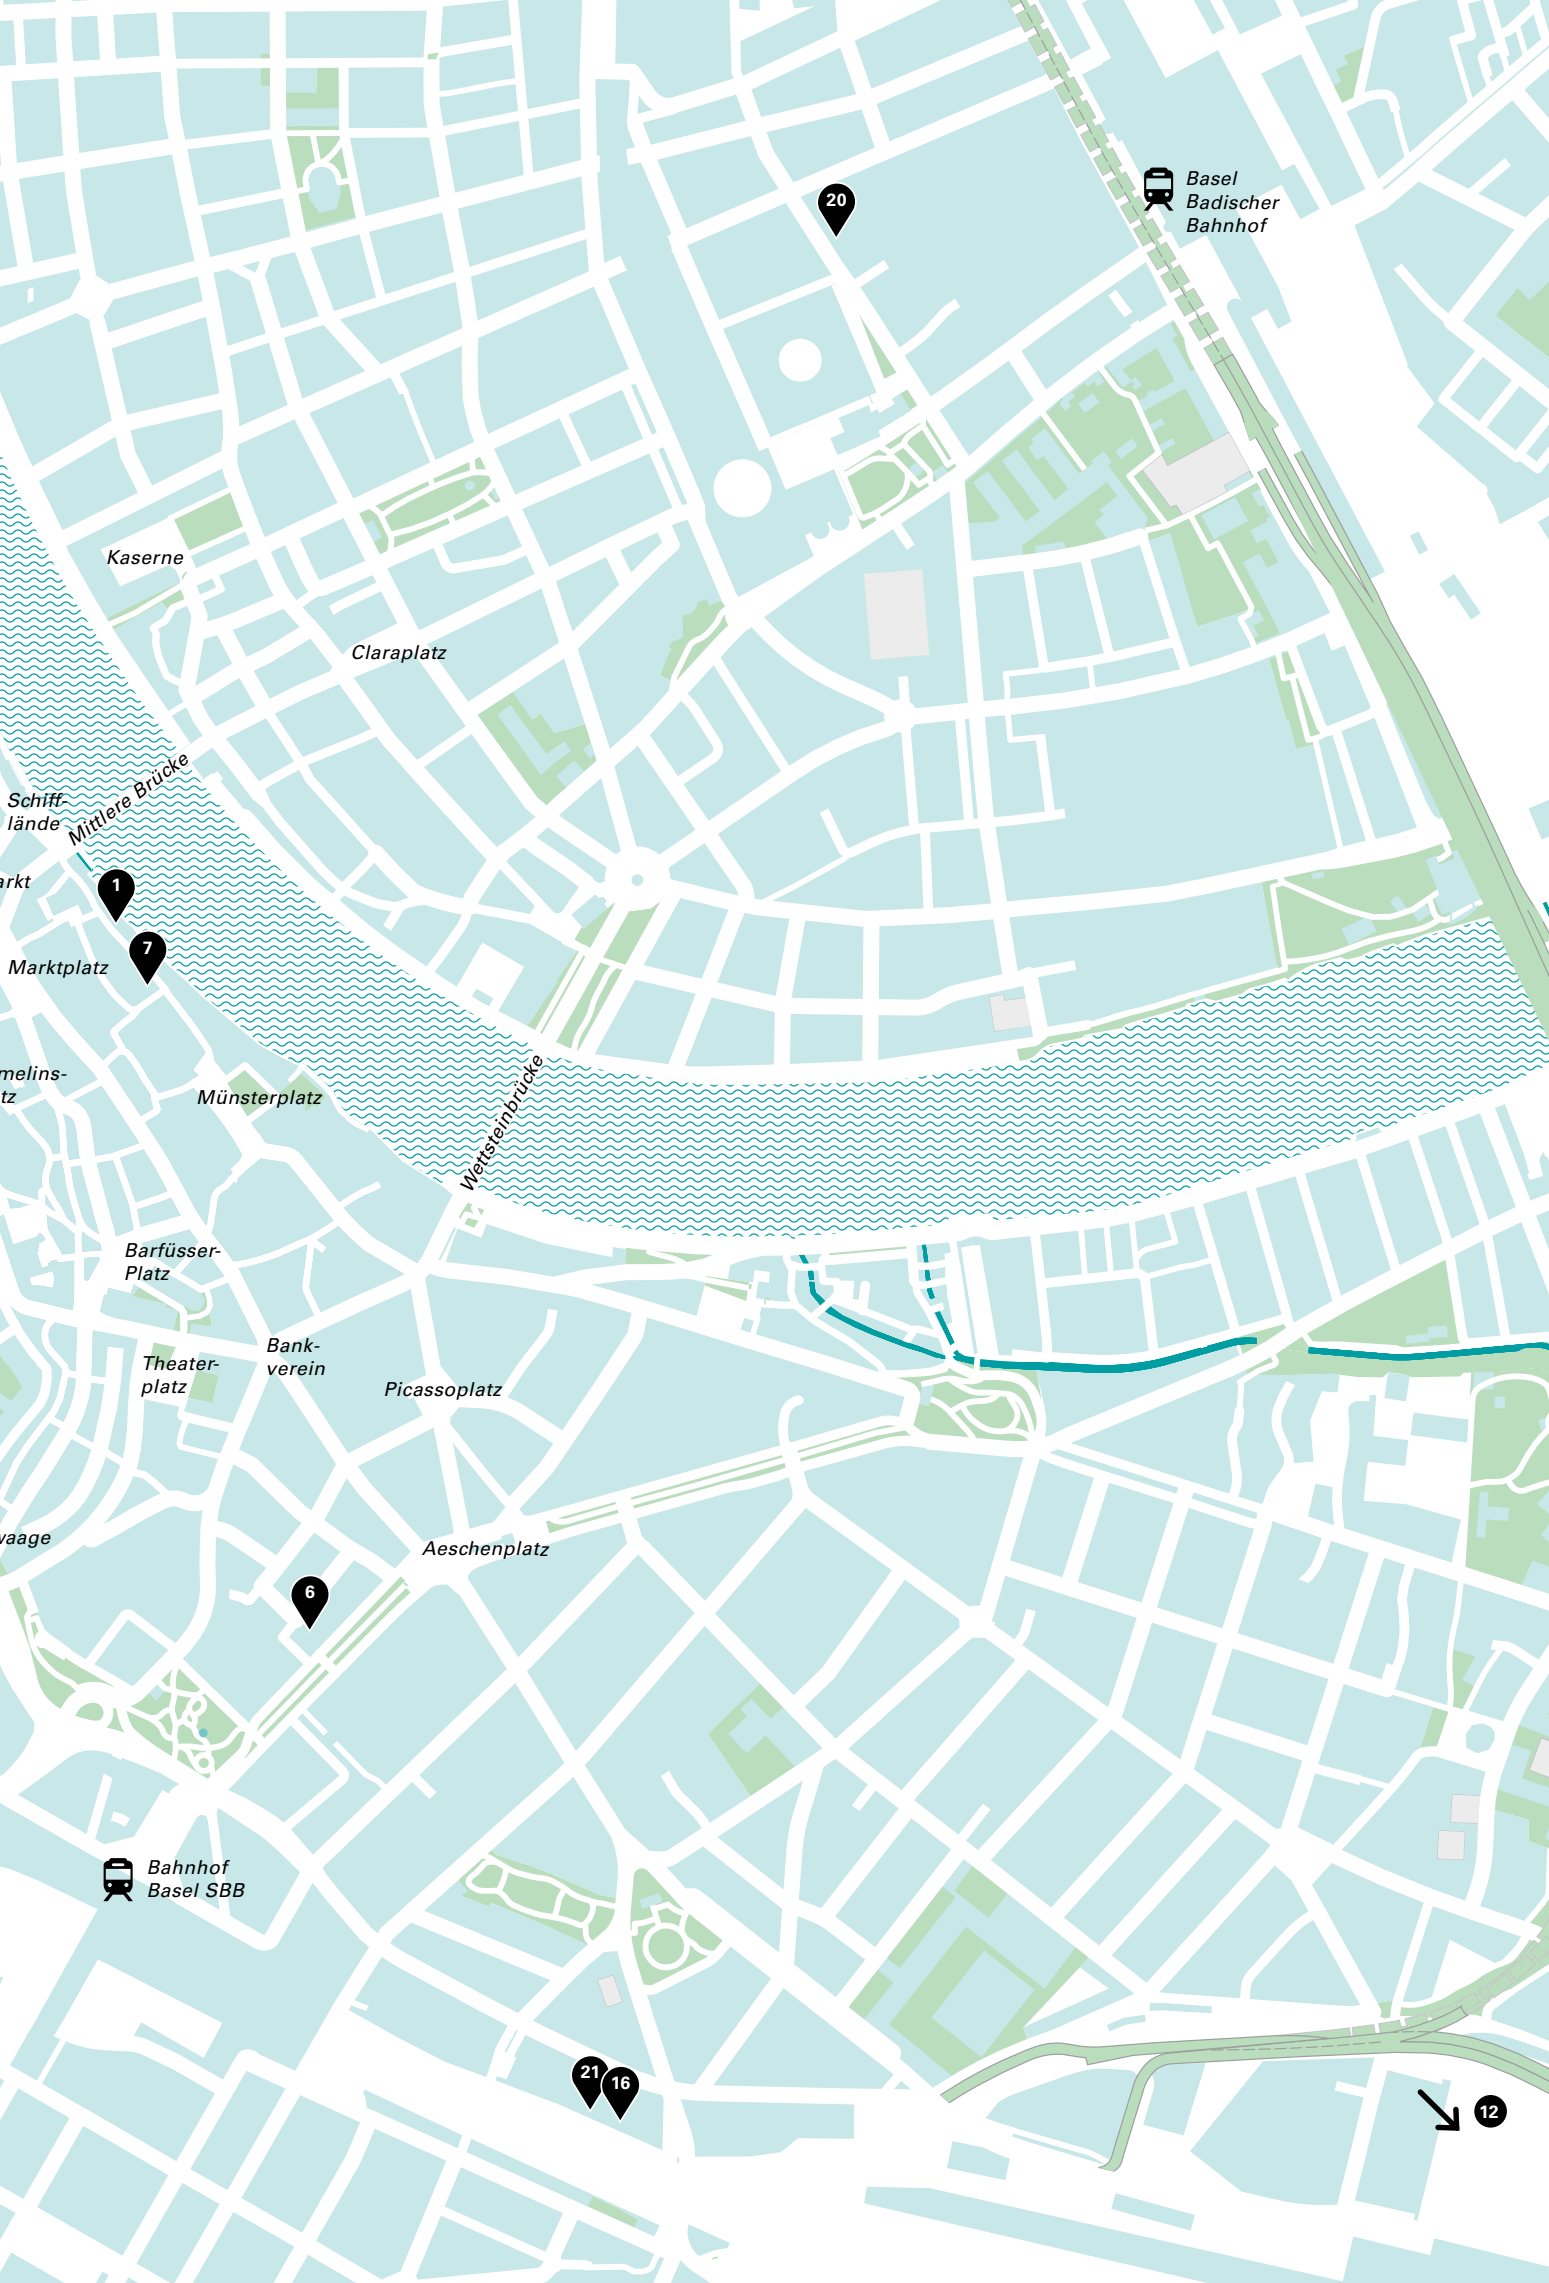 20
Basel
Badischer
Bahnhof
Kaserne
Claraplatz
Mittlere Brücke
Schiff-
lände
arkt
1
7
Marktplatz
melins-
tz
Münsterplatz
Wettsteinbrücke
Barfüsser-
Platz
Bank-
verein
Theater-
platz
Picassoplatz
waage
Aeschenplatz
6
Bahnhof
Basel SBB
21
16
12